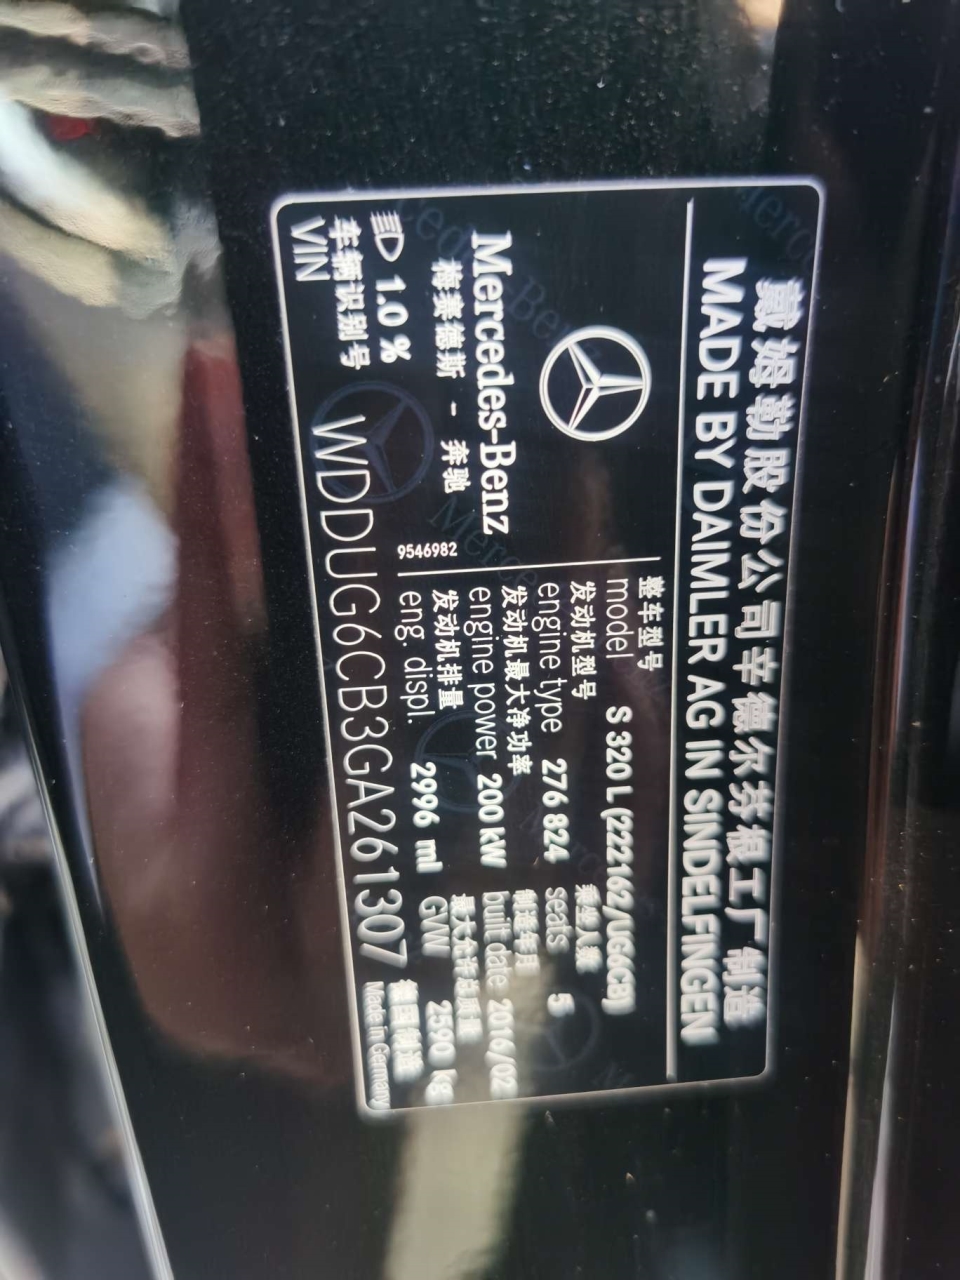 戴姆勒股份公司辛德尔芬根工厂制造
MADE BY DAIMLER AG IN SINDELFINGEN
Mercedes-Benz
梅赛德斯 - 奔驰
9546982
1.0 %
整车型号
model S 320 L (222162/UG6CB)
发动机型号 乘坐人数
engine type 276 824 seats 5
发动机最大净功率 制造年月
engine power 200 kW built date 2016/02
发动机排量 最大允许总质量
eng. displ. 2996 ml GVW 2590 kg
车辆识别号 德国制造
VIN WDDUG6CB3GA261307 Made in Germany